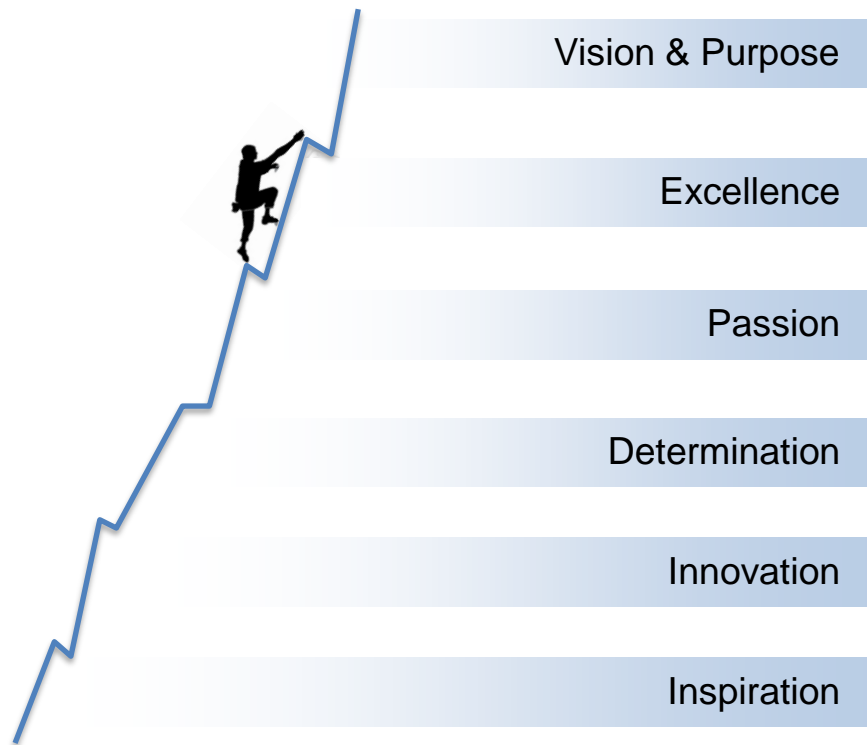 Vision & Purpose
Excellence
Passion
Determination
Innovation
Inspiration